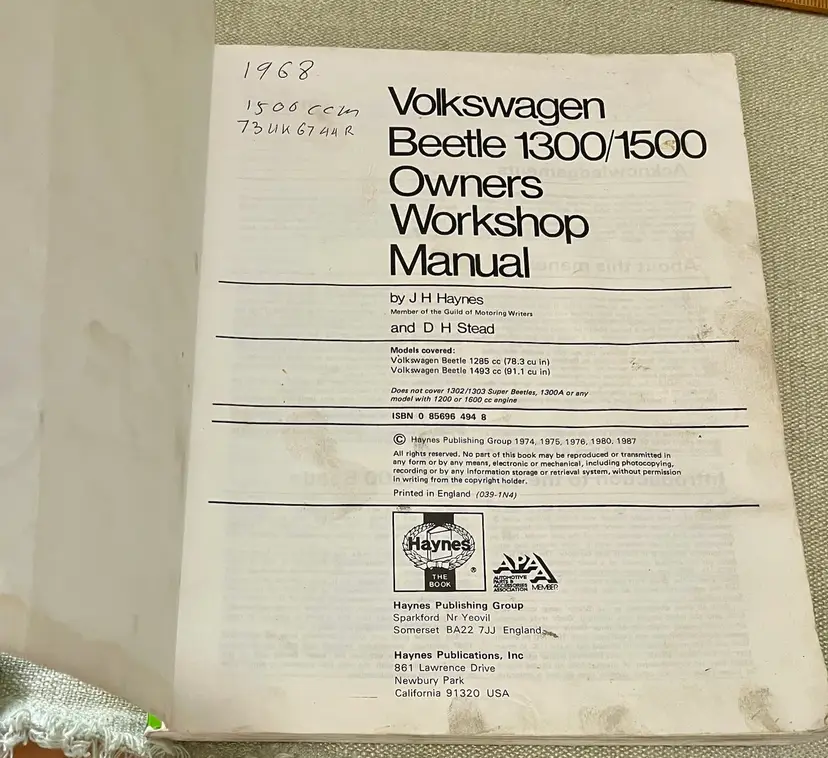 1968
1500 ccm
Volkswagen
Beetle 1300/1500
Owners
Workshop
Manual
by J H Haynes
Member of the Guild of Motoring Writers
and D H Stead
Models covered:
Volkswagen Beetle 1285 cc (78.3 cu in)
Volkswagen Beetle 1493 cc (91.1 cu in)
Does not cover 1302/1303 Super Beetles, 1300A or any
model with 1200 or 1600 cc engine
ISBN 0 85696 494 8
© Haynes Publishing Group 1974, 1975, 1976, 1980, 1987
All rights reserved. No part of this book may be reproduced or transmitted in
any form or by any means, electronic or mechanical, including photocopying,
recording or by any information storage or retrieval system, without permission
in writing from the copyright holder.
Printed in England (039-1N4)
Haynes
®
THE
BOOK
APAA
AUTOMOTIVE
PARTS &
ACCESSORIES
ASSOCIATION MEMBER
Haynes Publishing Group
Sparkford Nr Yeovil
Somerset BA22 7JJ England
Haynes Publications, Inc
861 Lawrence Drive
Newbury Park
California 91320 USA